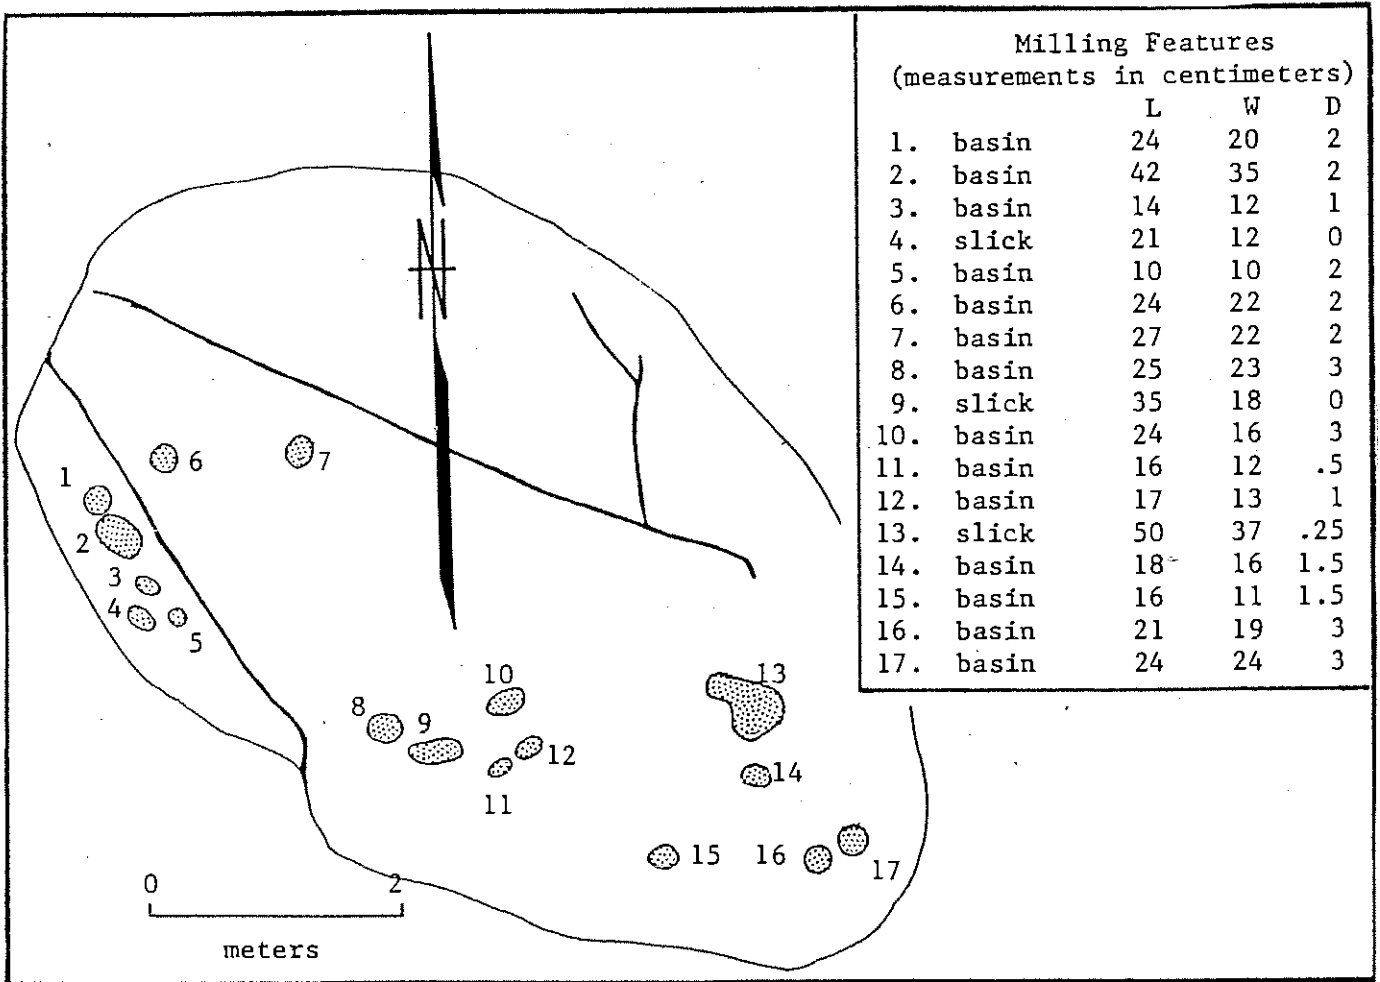 Milling Features
(measurements in centimeters)
L W D
1. basin 24 20 2
2. basin 42 35 2
3. basin 14 12 1
4. slick 21 12 0
5. basin 10 10 2
6. basin 24 22 2
7. basin 27 22 2
8. basin 25 23 3
9. slick 35 18 0
10. basin 24 16 3
11. basin 16 12 .5
12. basin 17 13 1
13. slick 50 37 .25
14. basin 18 16 1.5
15. basin 16 11 1.5
16. basin 21 19 3
17. basin 24 24 3
N
6
7
1
2
3
4
5
10
13
8
9
12
14
11
15
16
17
0 2
meters